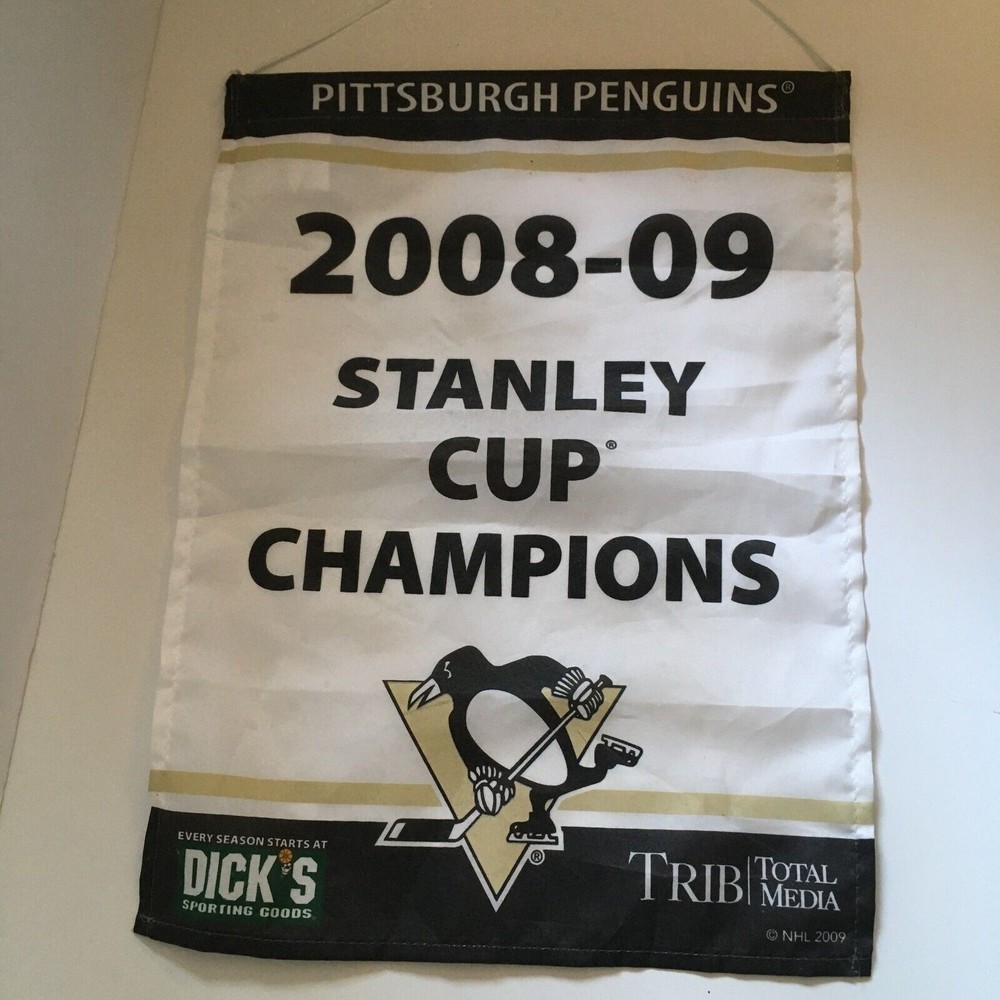 PITTSBURGH PENGUINS®
2008-09
STANLEY
CUP®
CHAMPIONS
®
EVERY SEASON STARTS AT
DICK'S
SPORTING GOODS
TRIB | TOTAL
MEDIA
© NHL 2009